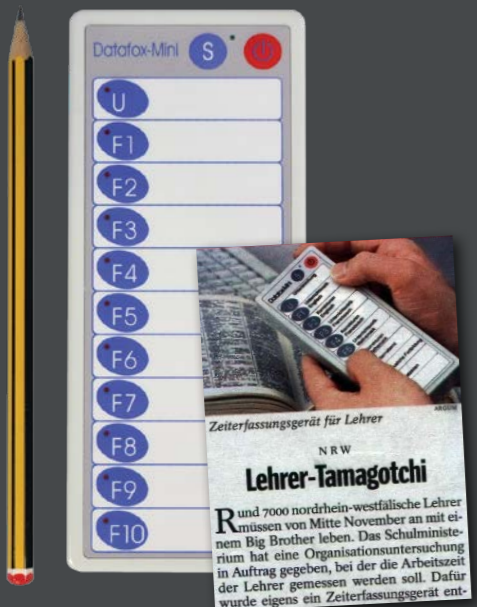 Datafox-Mini S
U
F1
F2
F3
F4
F5
F6
F7
F8
F9
F10
Zeiterfassungsgerät für Lehrer
NRW
Lehrer-Tamagotchi
Rund 7000 nordrhein-westfälische Lehrer
müssen von Mitte November an mit ei-
nem Big Brother leben. Das Schulministe-
rium hat eine Organisationsuntersuchung
in Auftrag gegeben, bei der die Arbeitszeit
der Lehrer gemessen werden soll. Dafür
wurde eigens ein Zeiterfassungsgerät ent-